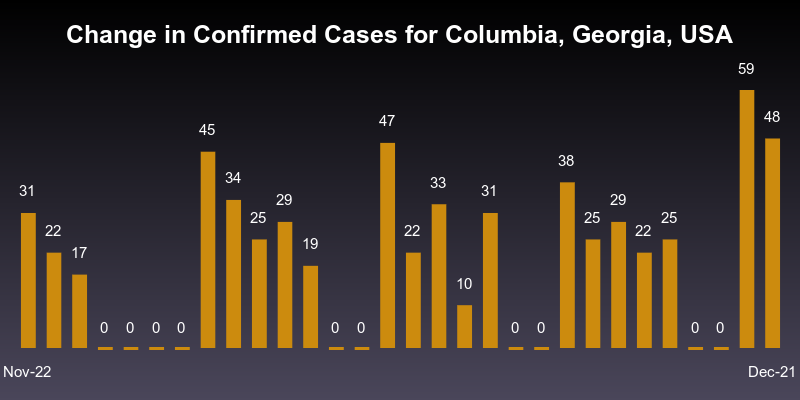 Change in Confirmed Cases for Columbia, Georgia, USA
31 22 17 0 0 0 0 45 34 25 29 19 0 0 47 22 33 10 31 0 0 38 25 29 22 25 0 0 59 48
Nov-22 Dec-21